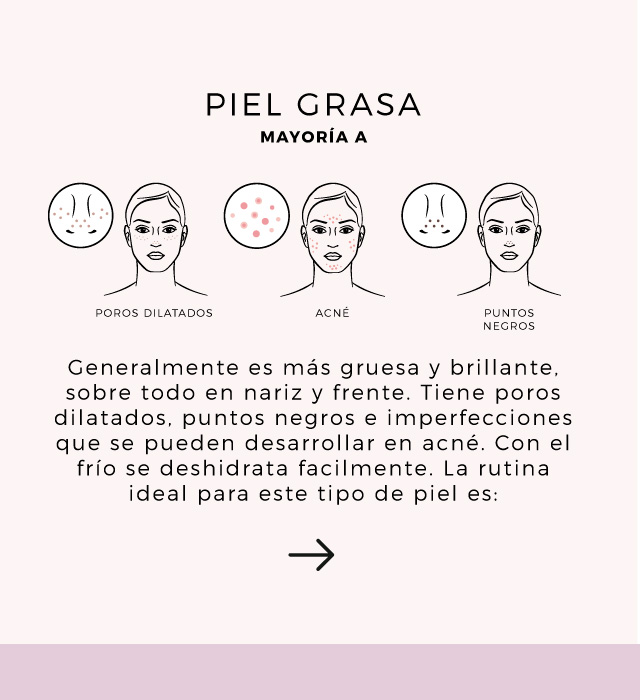 PIEL GRASA
MAYORÍA A
POROS DILATADOS
ACNÉ
PUNTOS
NEGROS
Generalmente es más gruesa y brillante,
sobre todo en nariz y frente. Tiene poros
dilatados, puntos negros e imperfecciones
que se pueden desarrollar en acné. Con el
frío se deshidrata facilmente. La rutina
ideal para este tipo de piel es: